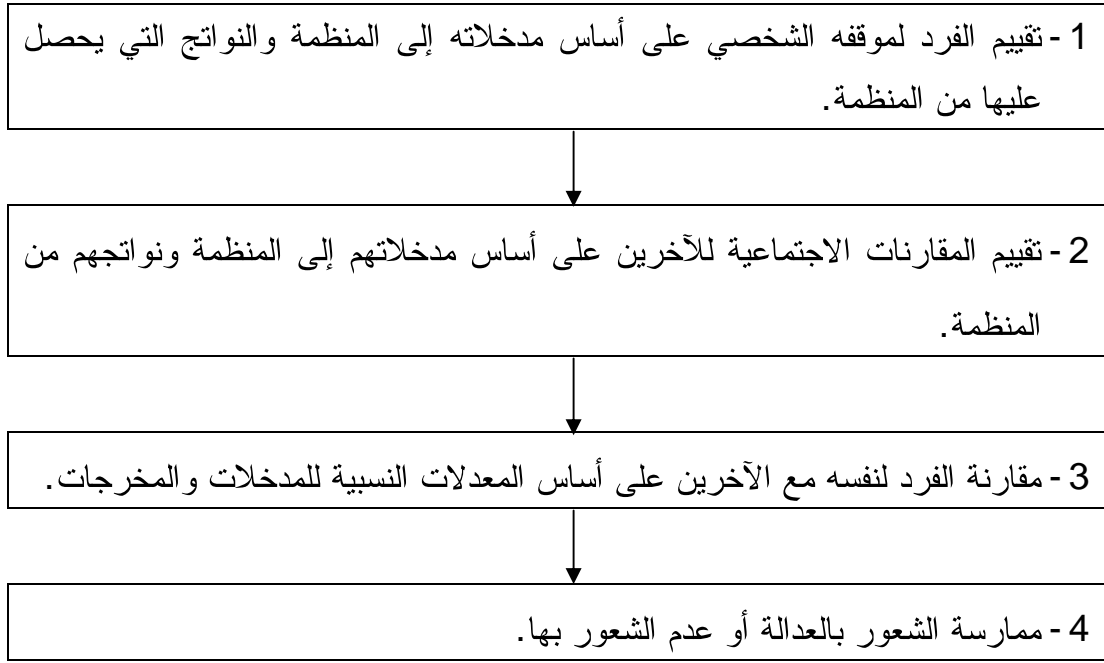 1 - تقييم الفرد لموقفه الشخصي على أساس مدخلاته إلى المنظمة والنواتج التي يحصل
عليها من المنظمة.
2 - تقييم المقارنات الاجتماعية للآخرين على أساس مدخلاتهم إلى المنظمة ونواتجهم من
المنظمة.
3 - مقارنة الفرد لنفسه مع الآخرين على أساس المعدلات النسبية للمدخلات والمخرجات.
4 - ممارسة الشعور بالعدالة أو عدم الشعور بها.